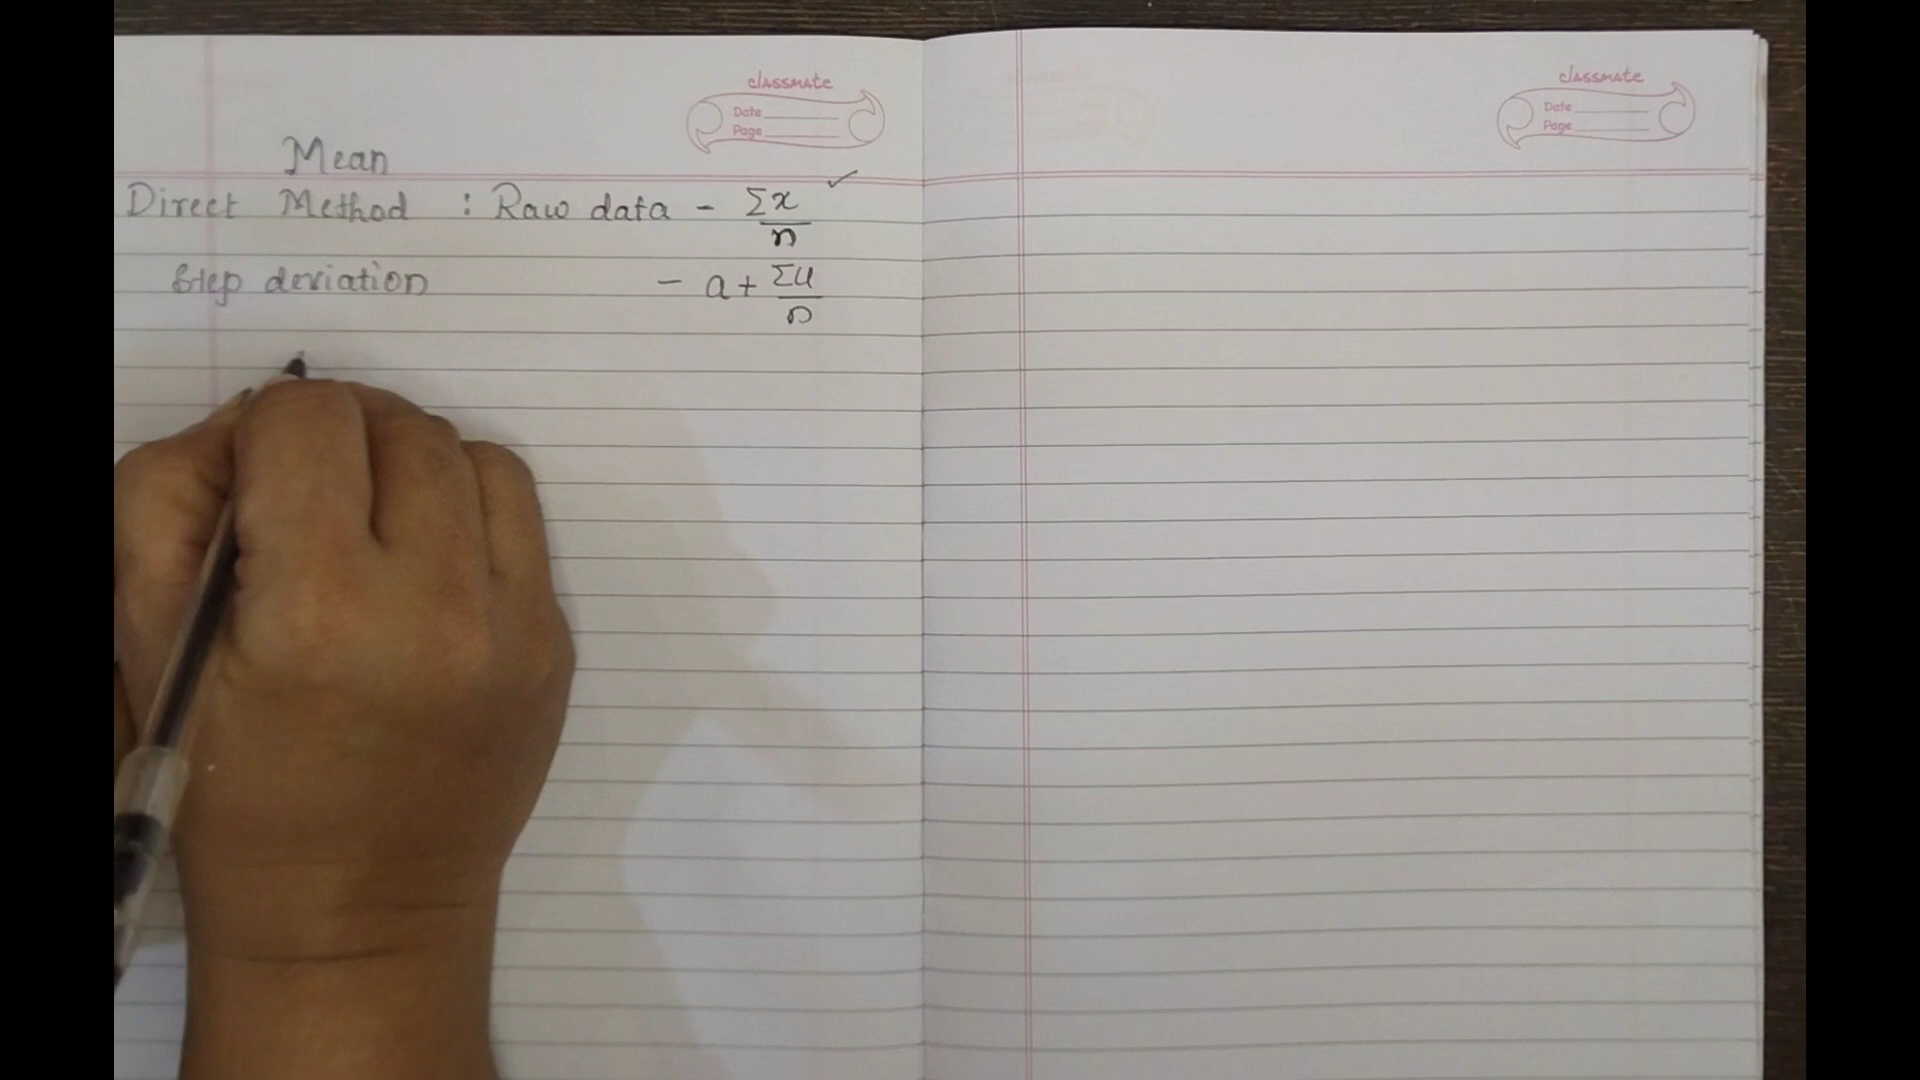 classmate
Date
Page
Mean
Direct Method : Raw data - Σx/n ✓
Step deviation - a + Σu/n
classmate
Date
Page